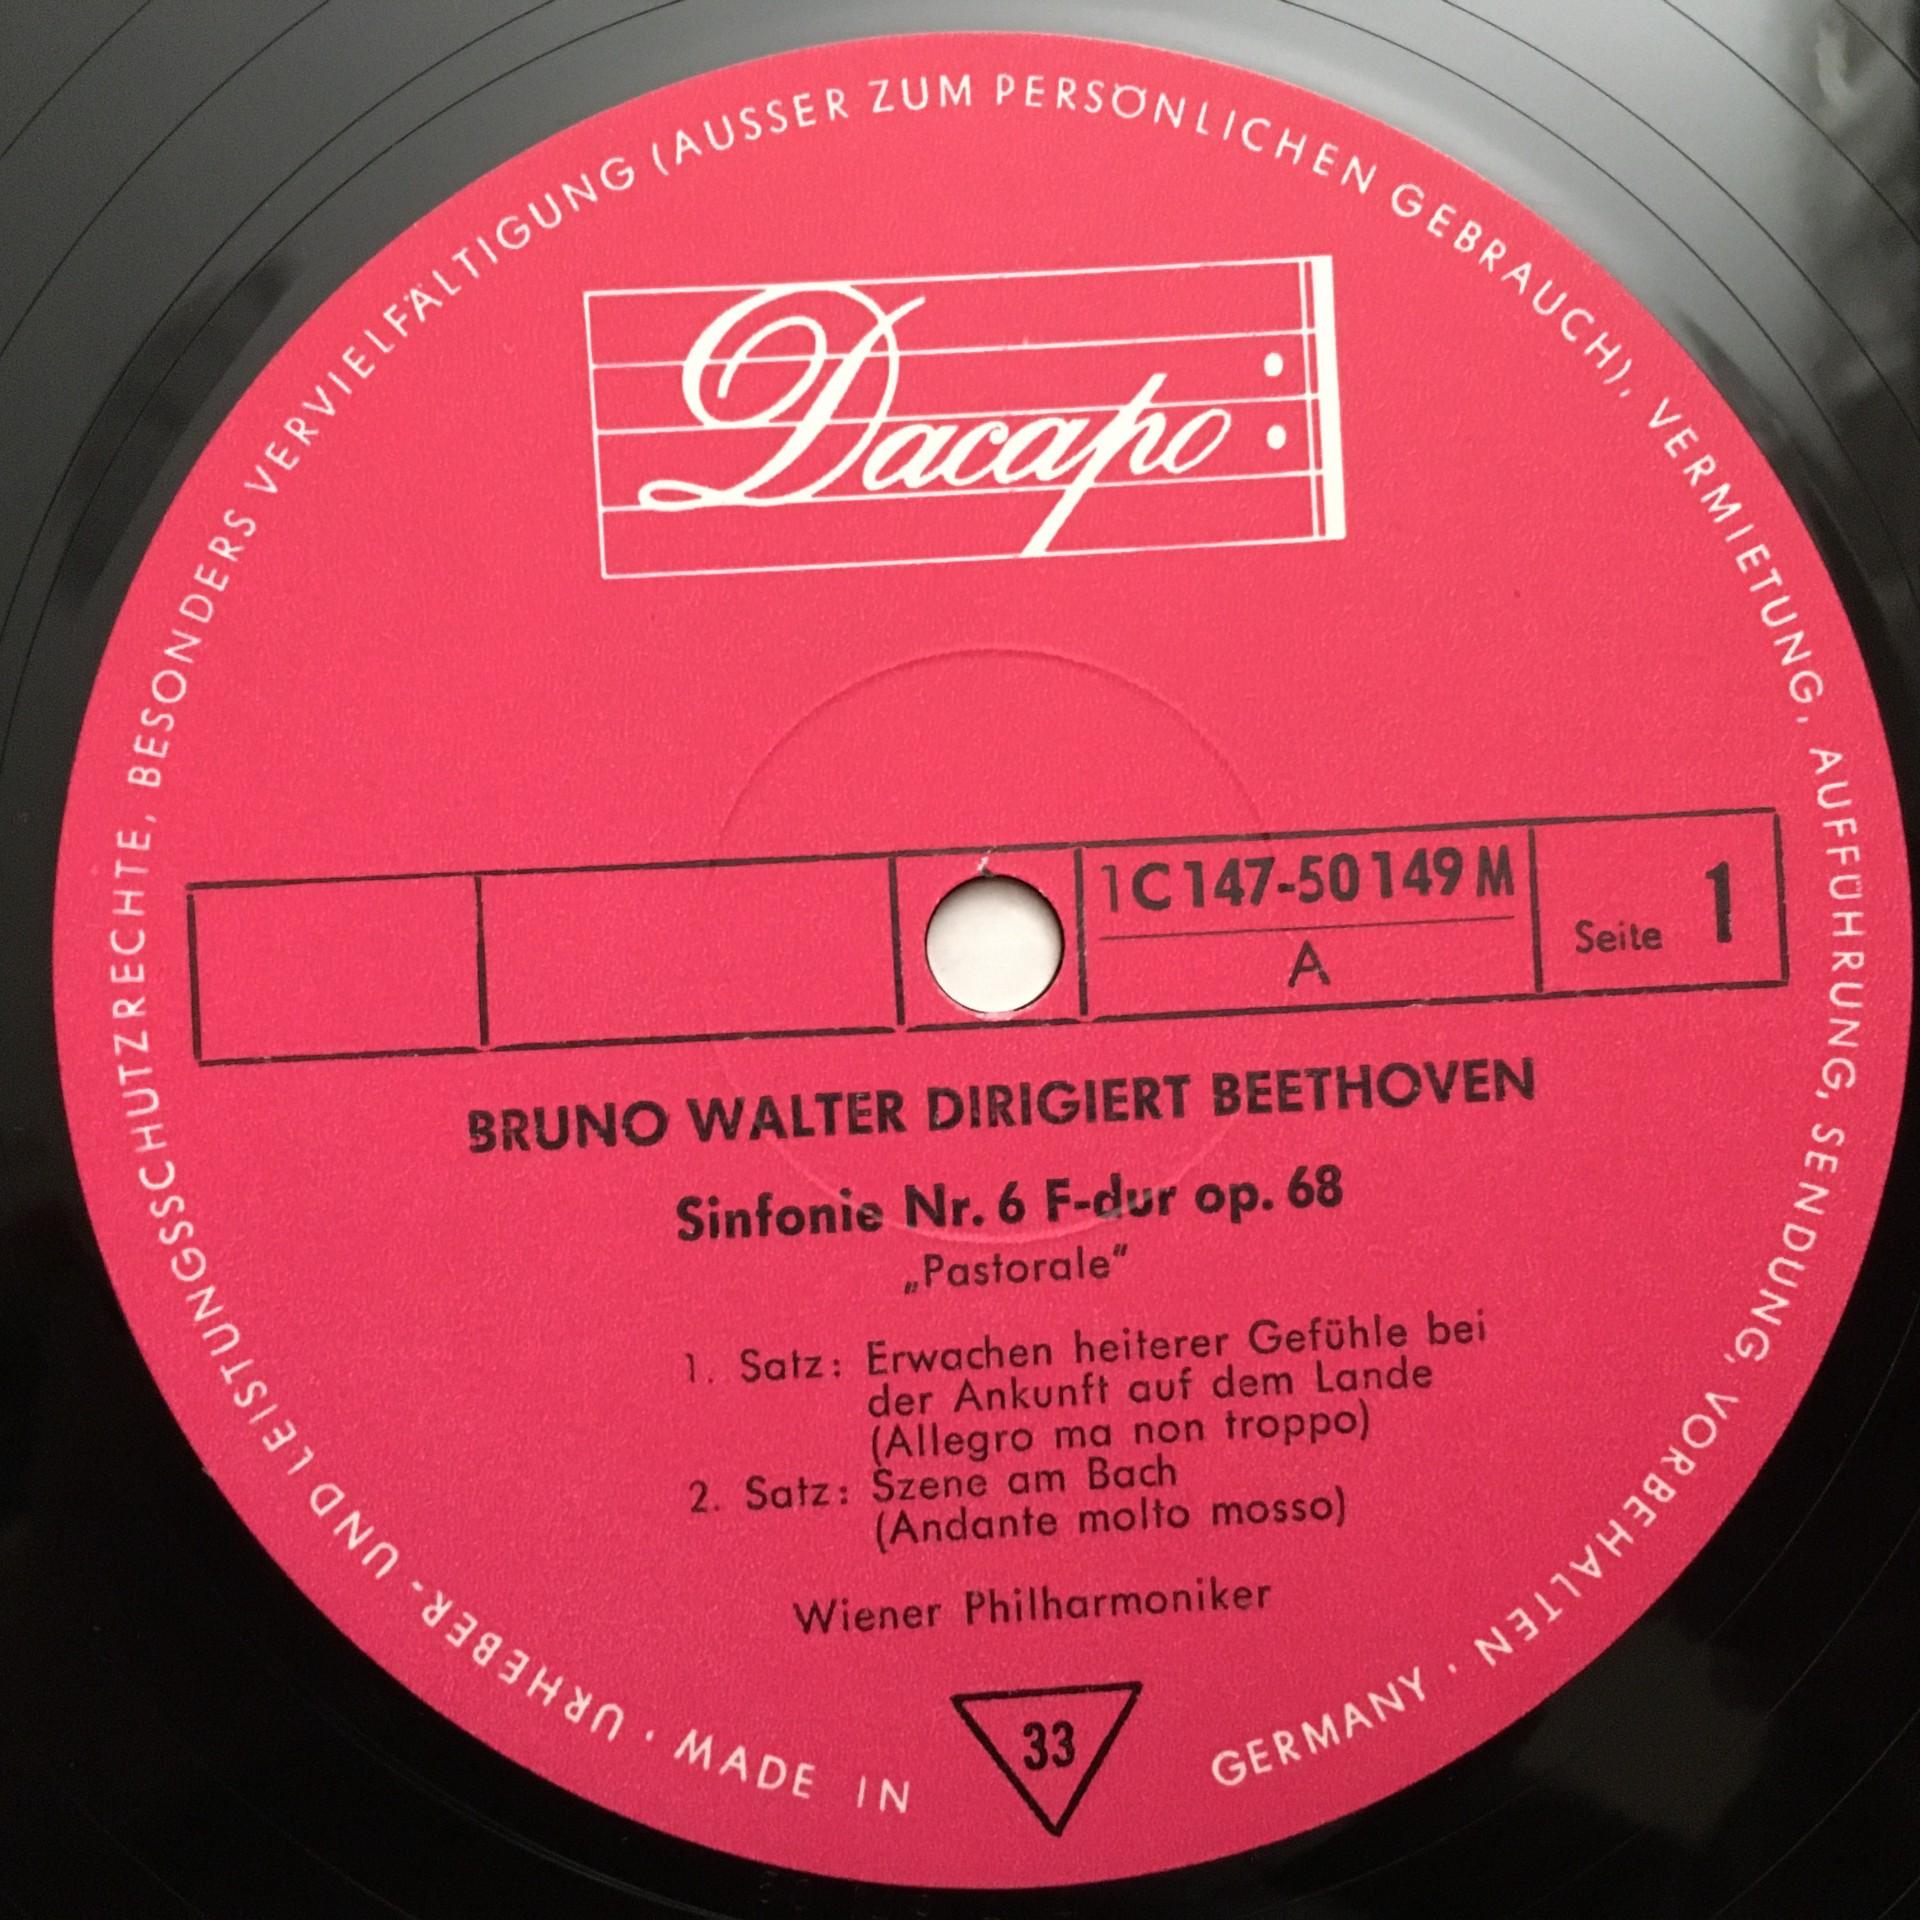 URHEBER- UND LEISTUNGSSCHUTZRECHTE, BESONDERS VERVIELFÄLTIGUNG (AUSSER ZUM PERSÖNLICHEN GEBRAUCH), VERMIETUNG, AUFFÜHRUNG, SENDUNG, VORBEHALTEN ·
Dacapo
1C 147-50 149 M
A
Seite 1
BRUNO WALTER DIRIGIERT BEETHOVEN
Sinfonie Nr. 6 F-dur op. 68
„Pastorale“
1. Satz: Erwachen heiterer Gefühle bei
der Ankunft auf dem Lande
(Allegro ma non troppo)
2. Satz: Szene am Bach
(Andante molto mosso)
Wiener Philharmoniker
33
· MADE IN GERMANY